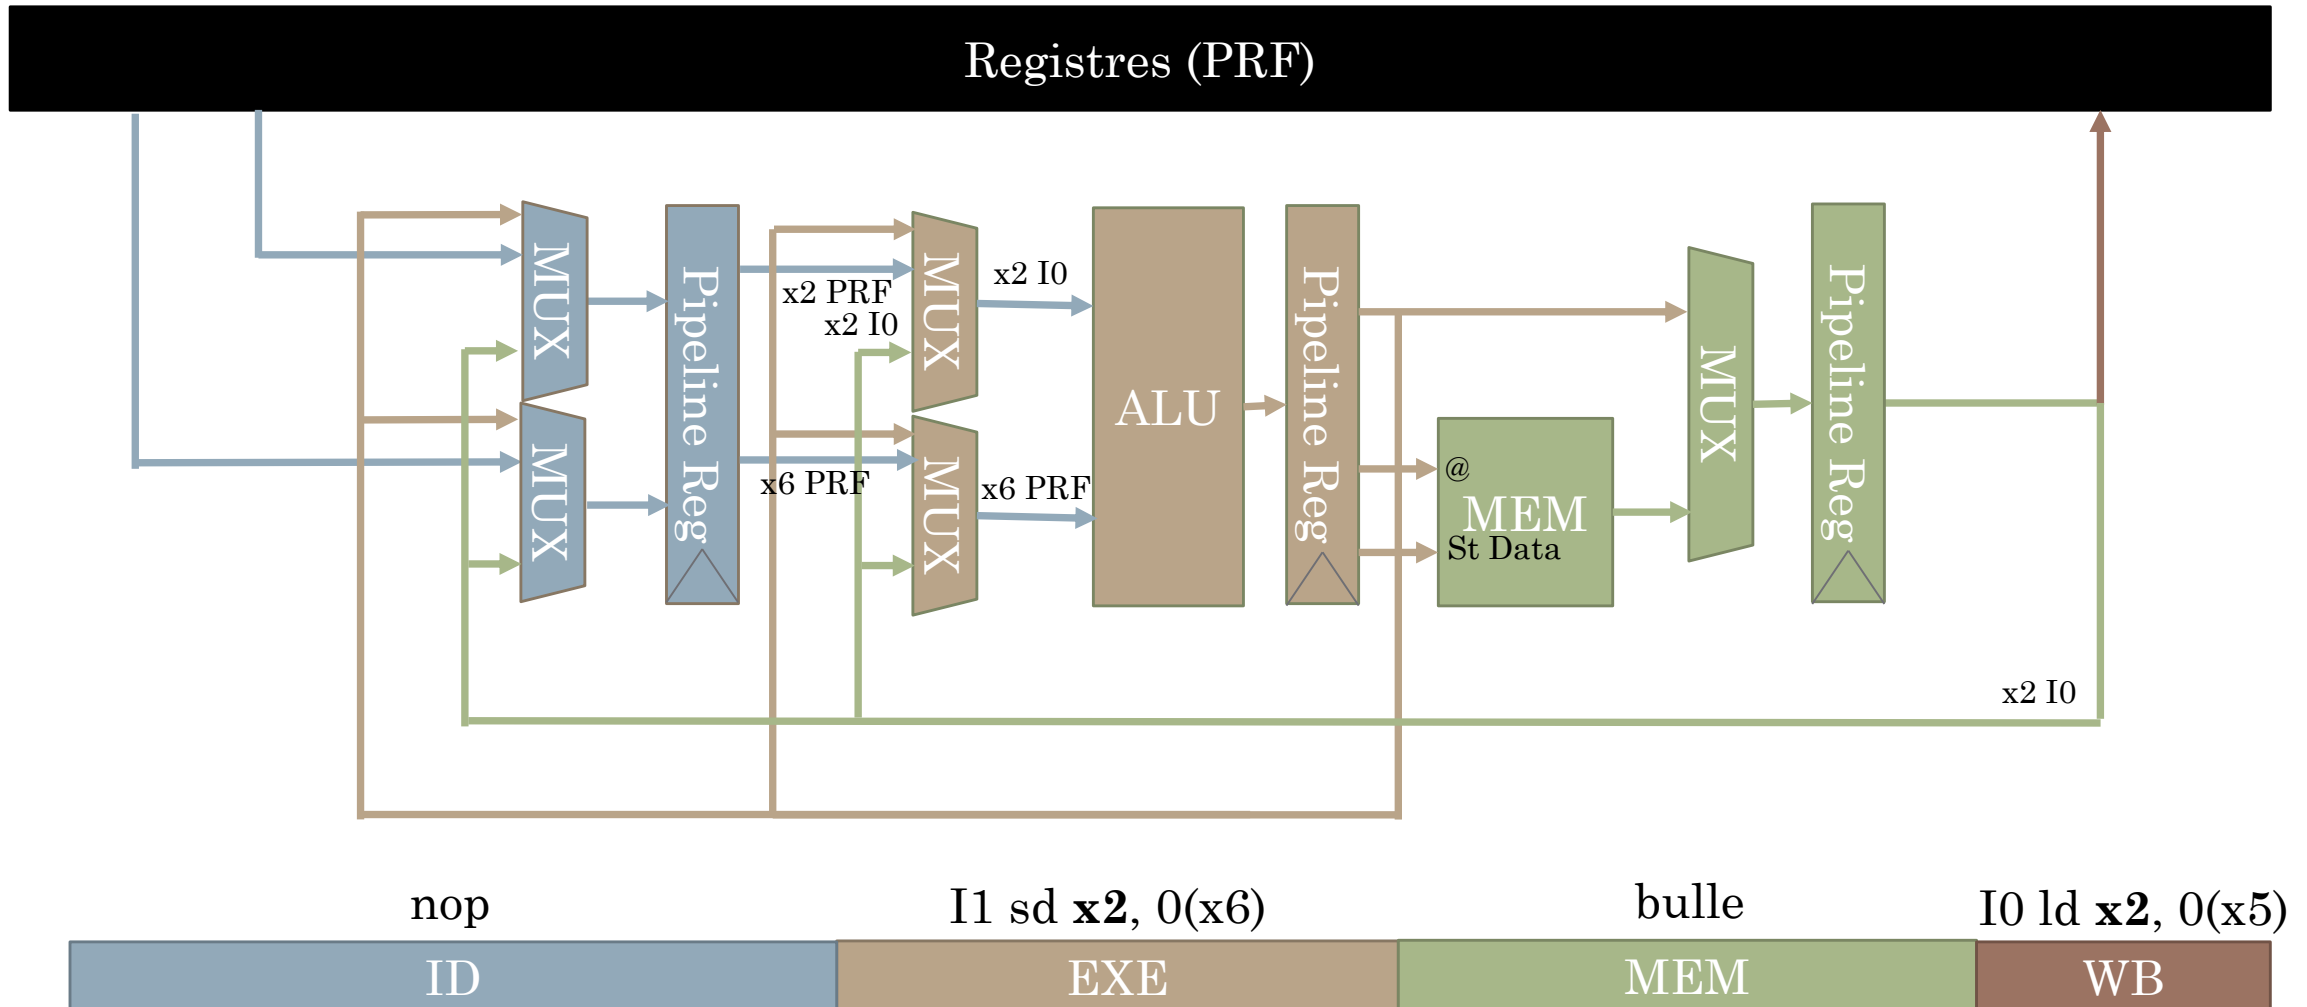 Registres (PRF)
MUX
MUX
Pipeline Reg
x2 PRF
x2 I0
x6 PRF
MUX
MUX
x2 I0
x6 PRF
ALU
Pipeline Reg
@
MEM
St Data
MUX
Pipeline Reg
x2 I0
nop
I1 sd x2, 0(x6)
bulle
I0 ld x2, 0(x5)
ID
EXE
MEM
WB